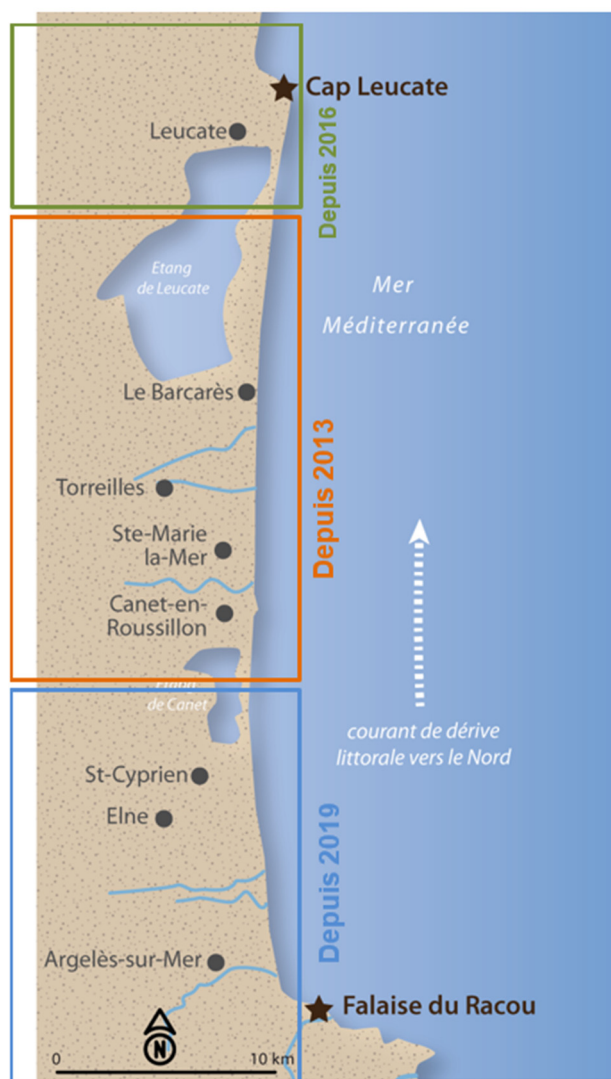 Cap Leucate
Leucate
Depuis 2016
Etang
de Leucate
Mer
Méditerranée
Le Barcarès
Depuis 2013
Torreilles
Ste-Marie
la-Mer
Canet-en-
Roussillon
Etang
de Canet
courant de dérive
littorale vers le Nord
St-Cyprien
Elne
Depuis 2019
Argelès-sur-Mer
Falaise du Racou
N
0 10 km